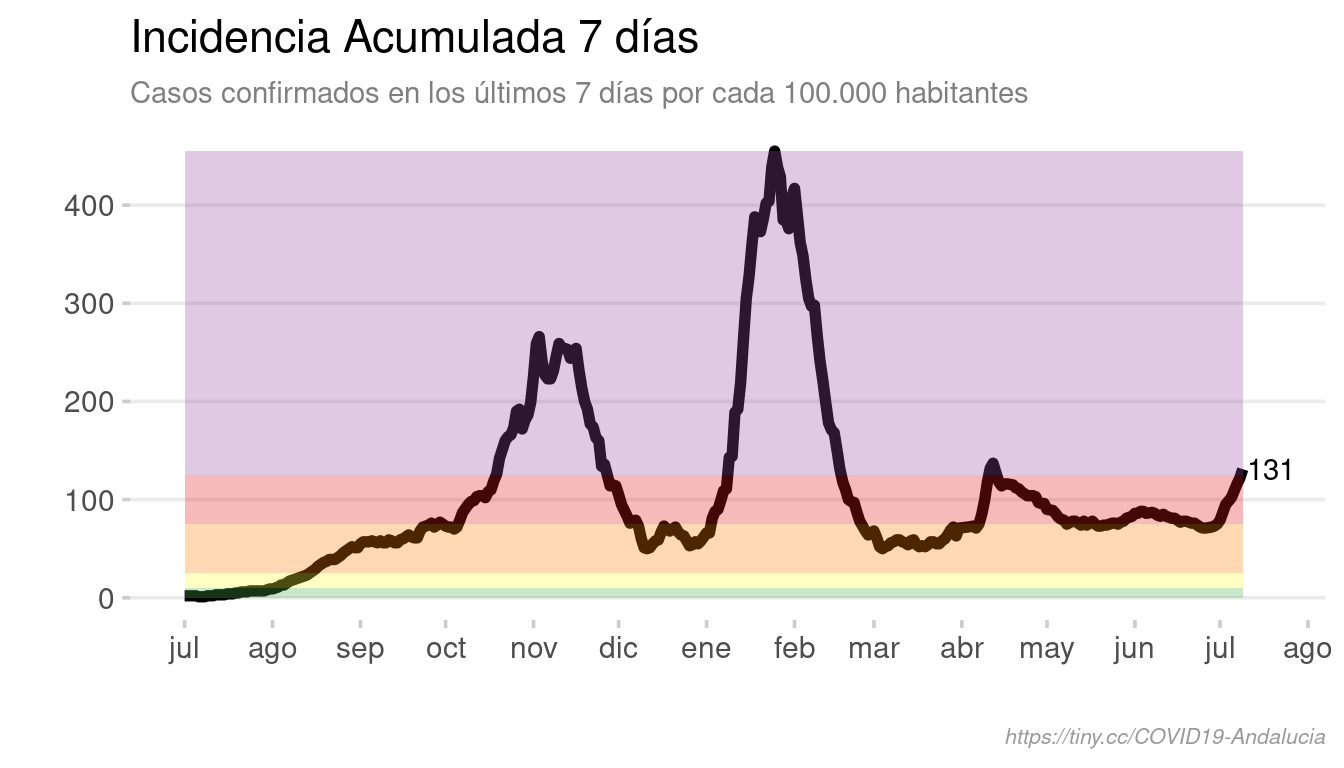 Incidencia Acumulada 7 días
Casos confirmados en los últimos 7 días por cada 100.000 habitantes
400
300
200
100
0
131
jul ago sep oct nov dic ene feb mar abr may jun jul ago
https://tiny.cc/COVID19-Andalucia